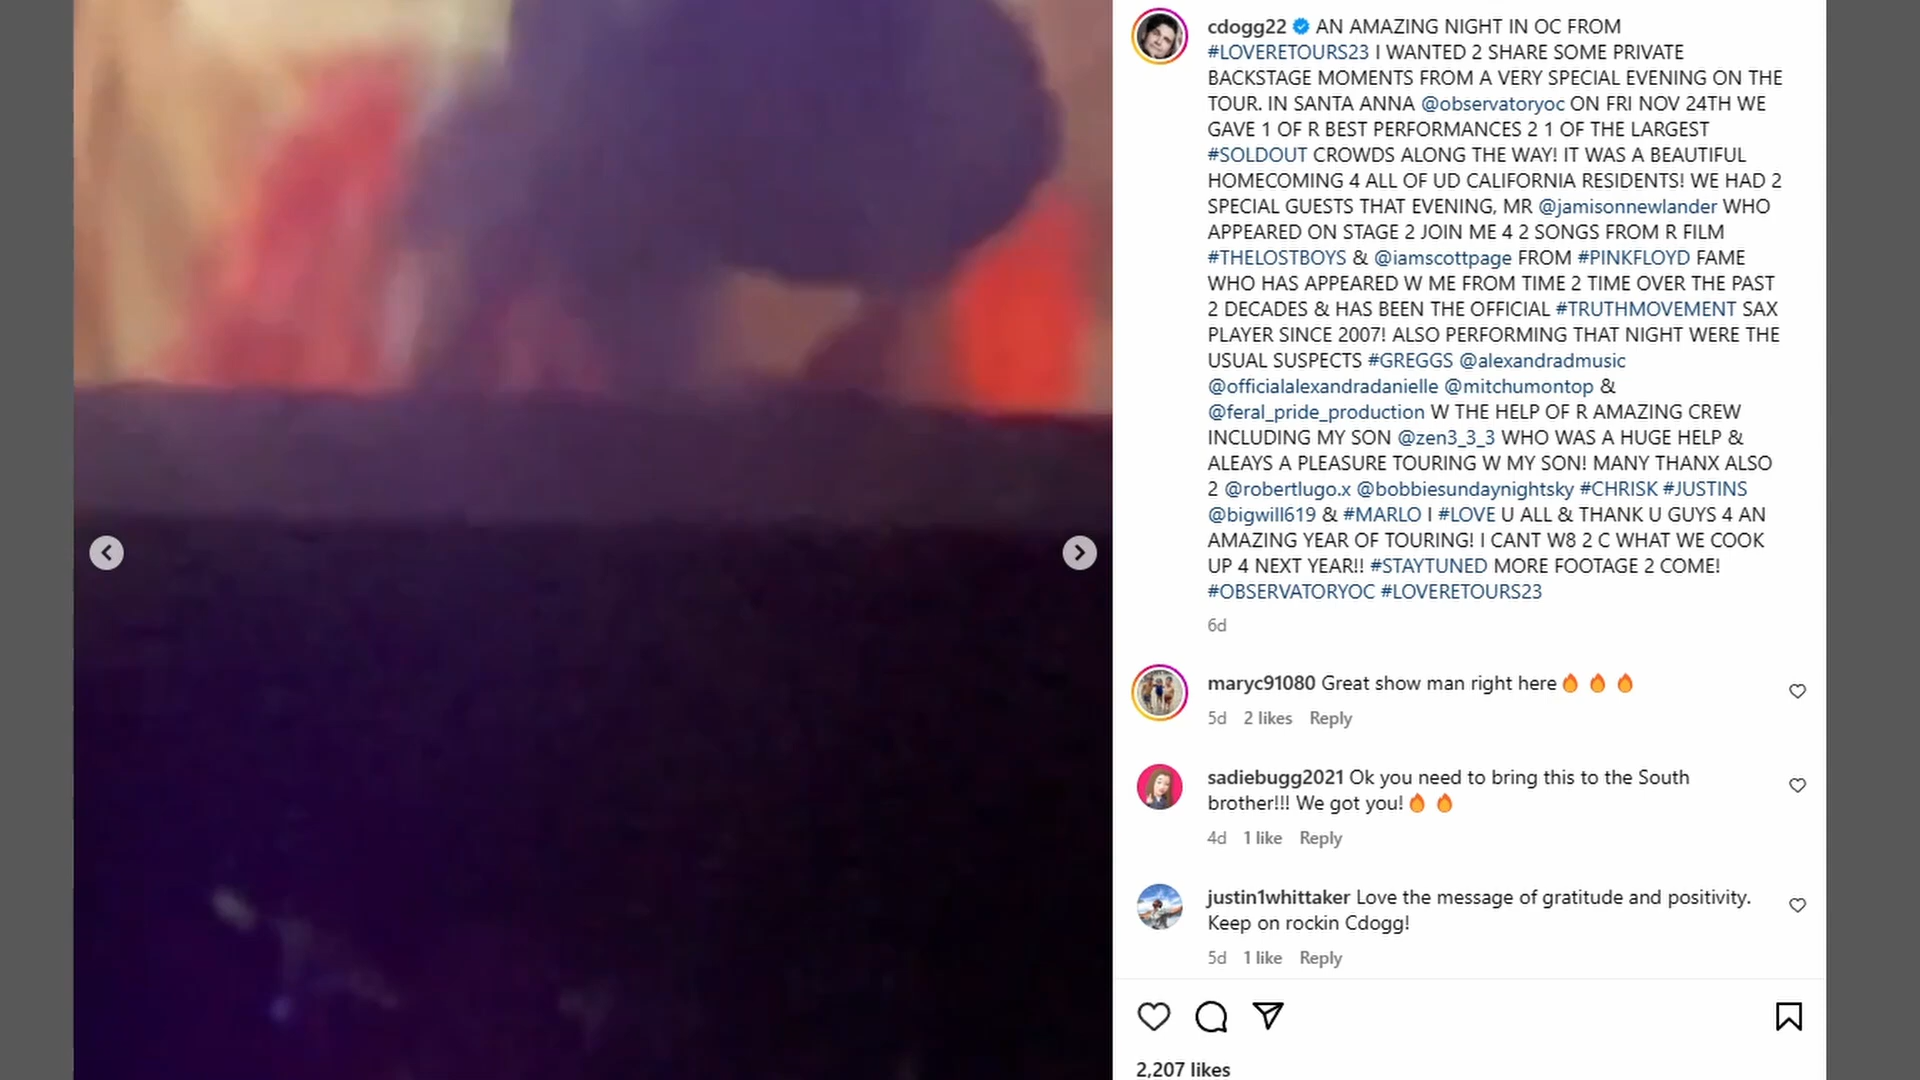 cdogg22 AN AMAZING NIGHT IN OC FROM
#LOVERETOURS23 I WANTED 2 SHARE SOME PRIVATE
BACKSTAGE MOMENTS FROM A VERY SPECIAL EVENING ON THE
TOUR. IN SANTA ANNA @observatoryoc ON FRI NOV 24TH WE
GAVE 1 OF R BEST PERFORMANCES 2 1 OF THE LARGEST
#SOLDOUT CROWDS ALONG THE WAY! IT WAS A BEAUTIFUL
HOMECOMING 4 ALL OF UD CALIFORNIA RESIDENTS! WE HAD 2
SPECIAL GUESTS THAT EVENING, MR @jamisonnewlander WHO
APPEARED ON STAGE 2 JOIN ME 4 2 SONGS FROM R FILM
#THELOSTBOYS & @iamscottpage FROM #PINKFLOYD FAME
WHO HAS APPEARED W ME FROM TIME 2 TIME OVER THE PAST
2 DECADES & HAS BEEN THE OFFICIAL #TRUTHMOVEMENT SAX
PLAYER SINCE 2007! ALSO PERFORMING THAT NIGHT WERE THE
USUAL SUSPECTS #GREGGS @alexandradmusic
@officialalexandradanielle @mitchumontop &
@feral_pride_production W THE HELP OF R AMAZING CREW
INCLUDING MY SON @zen3_3_3 WHO WAS A HUGE HELP &
ALEAYS A PLEASURE TOURING W MY SON! MANY THANX ALSO
2 @robertlugo.x @bobbiesundaynightsky #CHRISK #JUSTINS
@bigwill619 & #MARLO I #LOVE U ALL & THANK U GUYS 4 AN
AMAZING YEAR OF TOURING! I CANT W8 2 C WHAT WE COOK
UP 4 NEXT YEAR!! #STAYTUNED MORE FOOTAGE 2 COME!
#OBSERVATORYOC #LOVERETOURS23
6d
maryc91080 Great show man right here🔥 🔥 🔥
5d 2 likes Reply
sadiebugg2021 Ok you need to bring this to the South
brother!!! We got you!🔥 🔥
4d 1 like Reply
justin1whittaker Love the message of gratitude and positivity.
Keep on rockin Cdogg!
5d 1 like Reply
2,207 likes